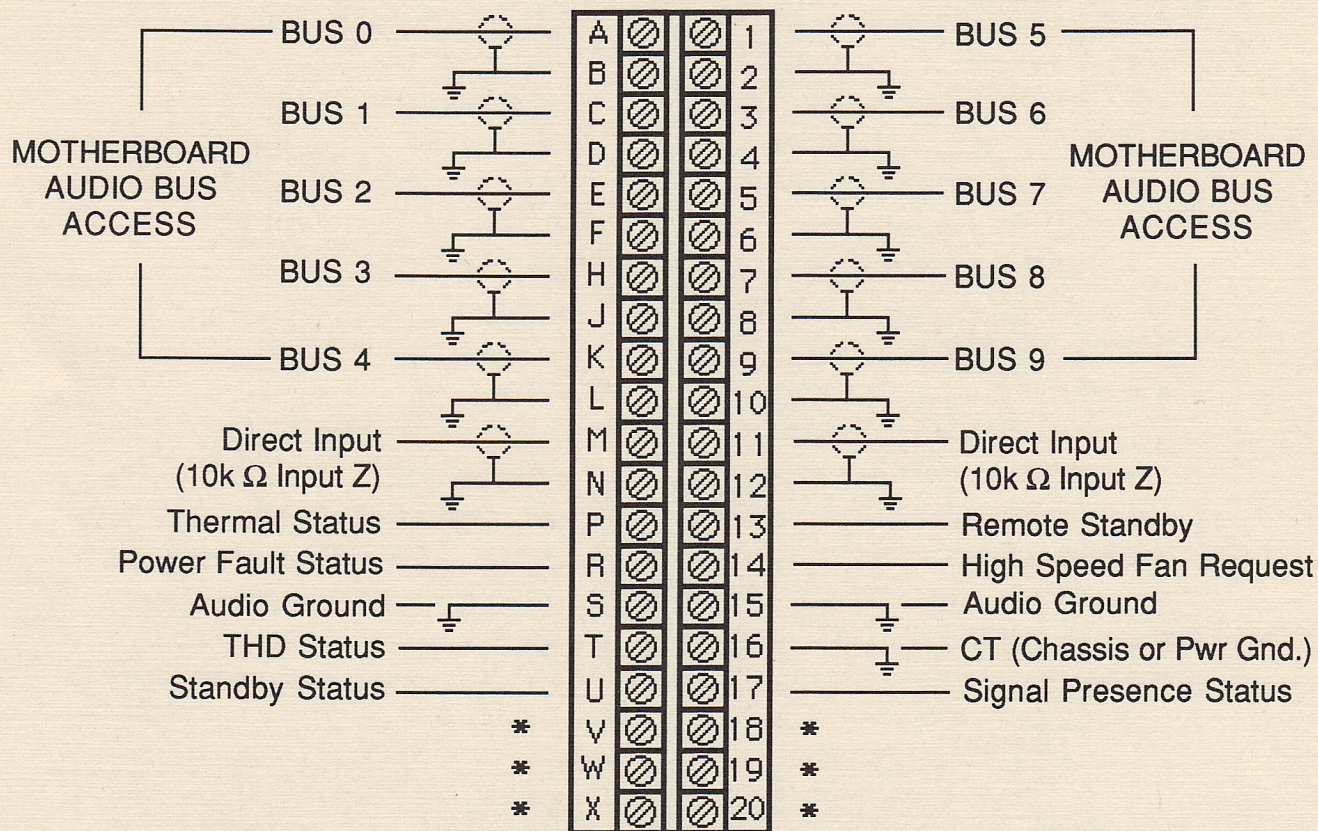 BUS 0 A 1 BUS 5
B 2
BUS 1 C 3 BUS 6
D 4
MOTHERBOARD AUDIO BUS ACCESS
MOTHERBOARD AUDIO BUS ACCESS
BUS 2 E 5 BUS 7
F 6
BUS 3 H 7 BUS 8
J 8
BUS 4 K 9 BUS 9
L 10
Direct Input M 11 Direct Input
(10k Ω Input Z) N 12 (10k Ω Input Z)
Thermal Status P 13 Remote Standby
Power Fault Status R 14 High Speed Fan Request
Audio Ground S 15 Audio Ground
THD Status T 16 CT (Chassis or Pwr Gnd.)
Standby Status U 17 Signal Presence Status
* V 18 *
* W 19 *
* X 20 *